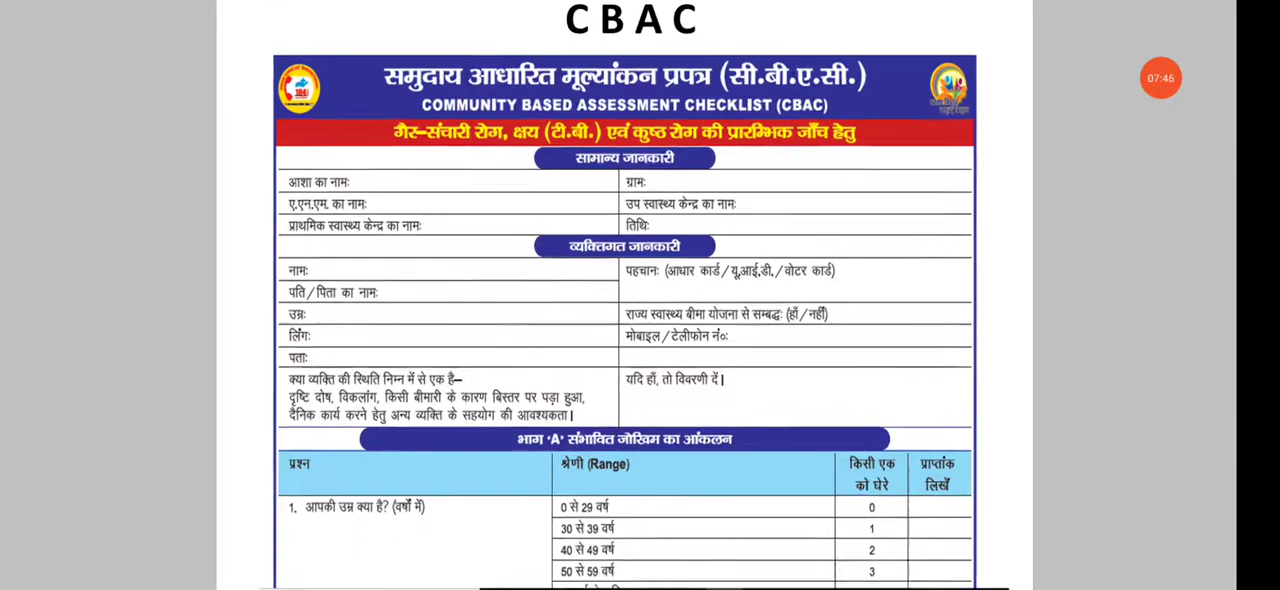 C B A C
समुदाय आधारित मूल्यांकन प्रपत्र (सी.बी.ए.सी.)
COMMUNITY BASED ASSESSMENT CHECKLIST (CBAC)
गैर–संचारी रोग, क्षय (टी.बी.) एवं कुष्ठ रोग की प्रारम्भिक जाँच हेतु
सामान्य जानकारी
आशा का नामः
ग्रामः
ए.एन.एम. का नामः
उप स्वास्थ्य केन्द्र का नामः
प्राथमिक स्वास्थ्य केन्द्र का नामः
तिथिः
व्यक्तिगत जानकारी
नामः
पहचानः (आधार कार्ड/यू.आई.डी./वोटर कार्ड)
पति/पिता का नामः
उम्रः
राज्य स्वास्थ्य बीमा योजना से सम्बद्धः (हाँ/नहीं)
लिंगः
मोबाइल/टेलीफोन नं०ः
पताः
क्या व्यक्ति की स्थिति निम्न में से एक है–
यदि हाँ, तो विवरणी दें।
दृष्टि दोष, विकलांग, किसी बीमारी के कारण बिस्तर पर पड़ा हुआ,
दैनिक कार्य करने हेतु अन्य व्यक्ति के सहयोग की आवश्यकता।
भाग 'A' संभावित जोखिम का आंकलन
प्रश्न
श्रेणी (Range)
किसी एक को घेरे
प्राप्तांक लिखें
1. आपकी उम्र क्या है? (वर्षों में)
0 से 29 वर्ष
0
30 से 39 वर्ष
1
40 से 49 वर्ष
2
50 से 59 वर्ष
3
07:45
104